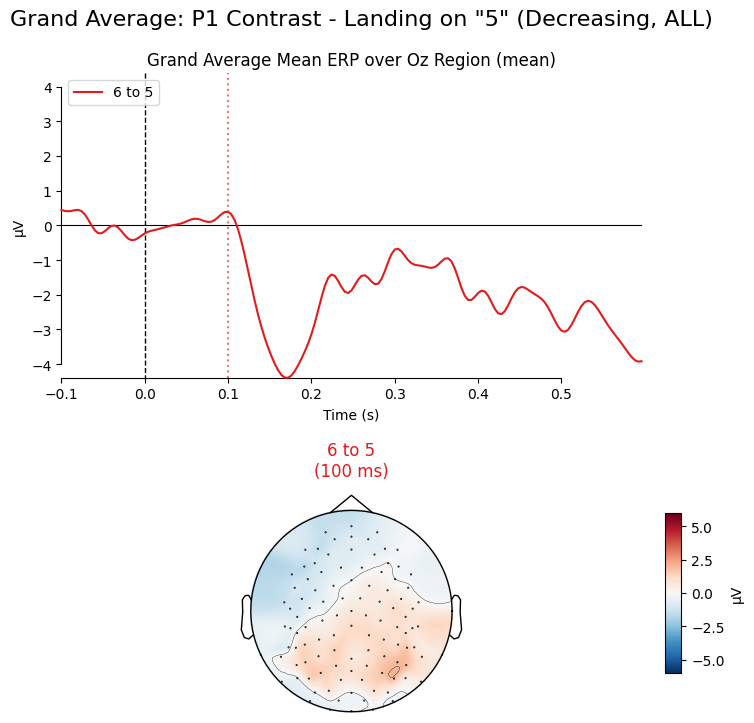 Grand Average: P1 Contrast - Landing on "5" (Decreasing, ALL)
Grand Average Mean ERP over Oz Region (mean)
6 to 5
4
3
2
1
0
−1
−2
−3
−4
µV
−0.1 0.0 0.1 0.2 0.3 0.4 0.5
Time (s)
6 to 5
(100 ms)
5.0
2.5
0.0
−2.5
−5.0
µV